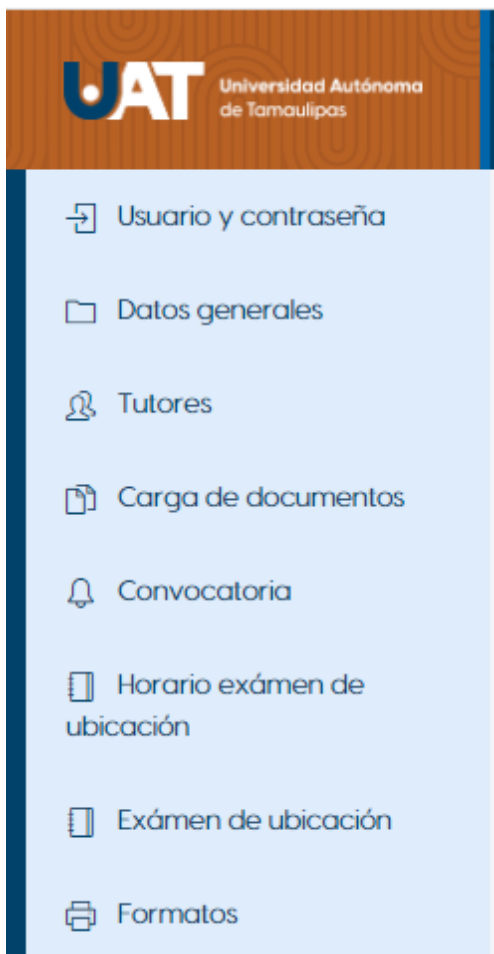 UAT
Universidad Autónoma
de Tamaulipas
Usuario y contraseña
Datos generales
Tutores
Carga de documentos
Convocatoria
Horario exámen de
ubicación
Exámen de ubicación
Formatos